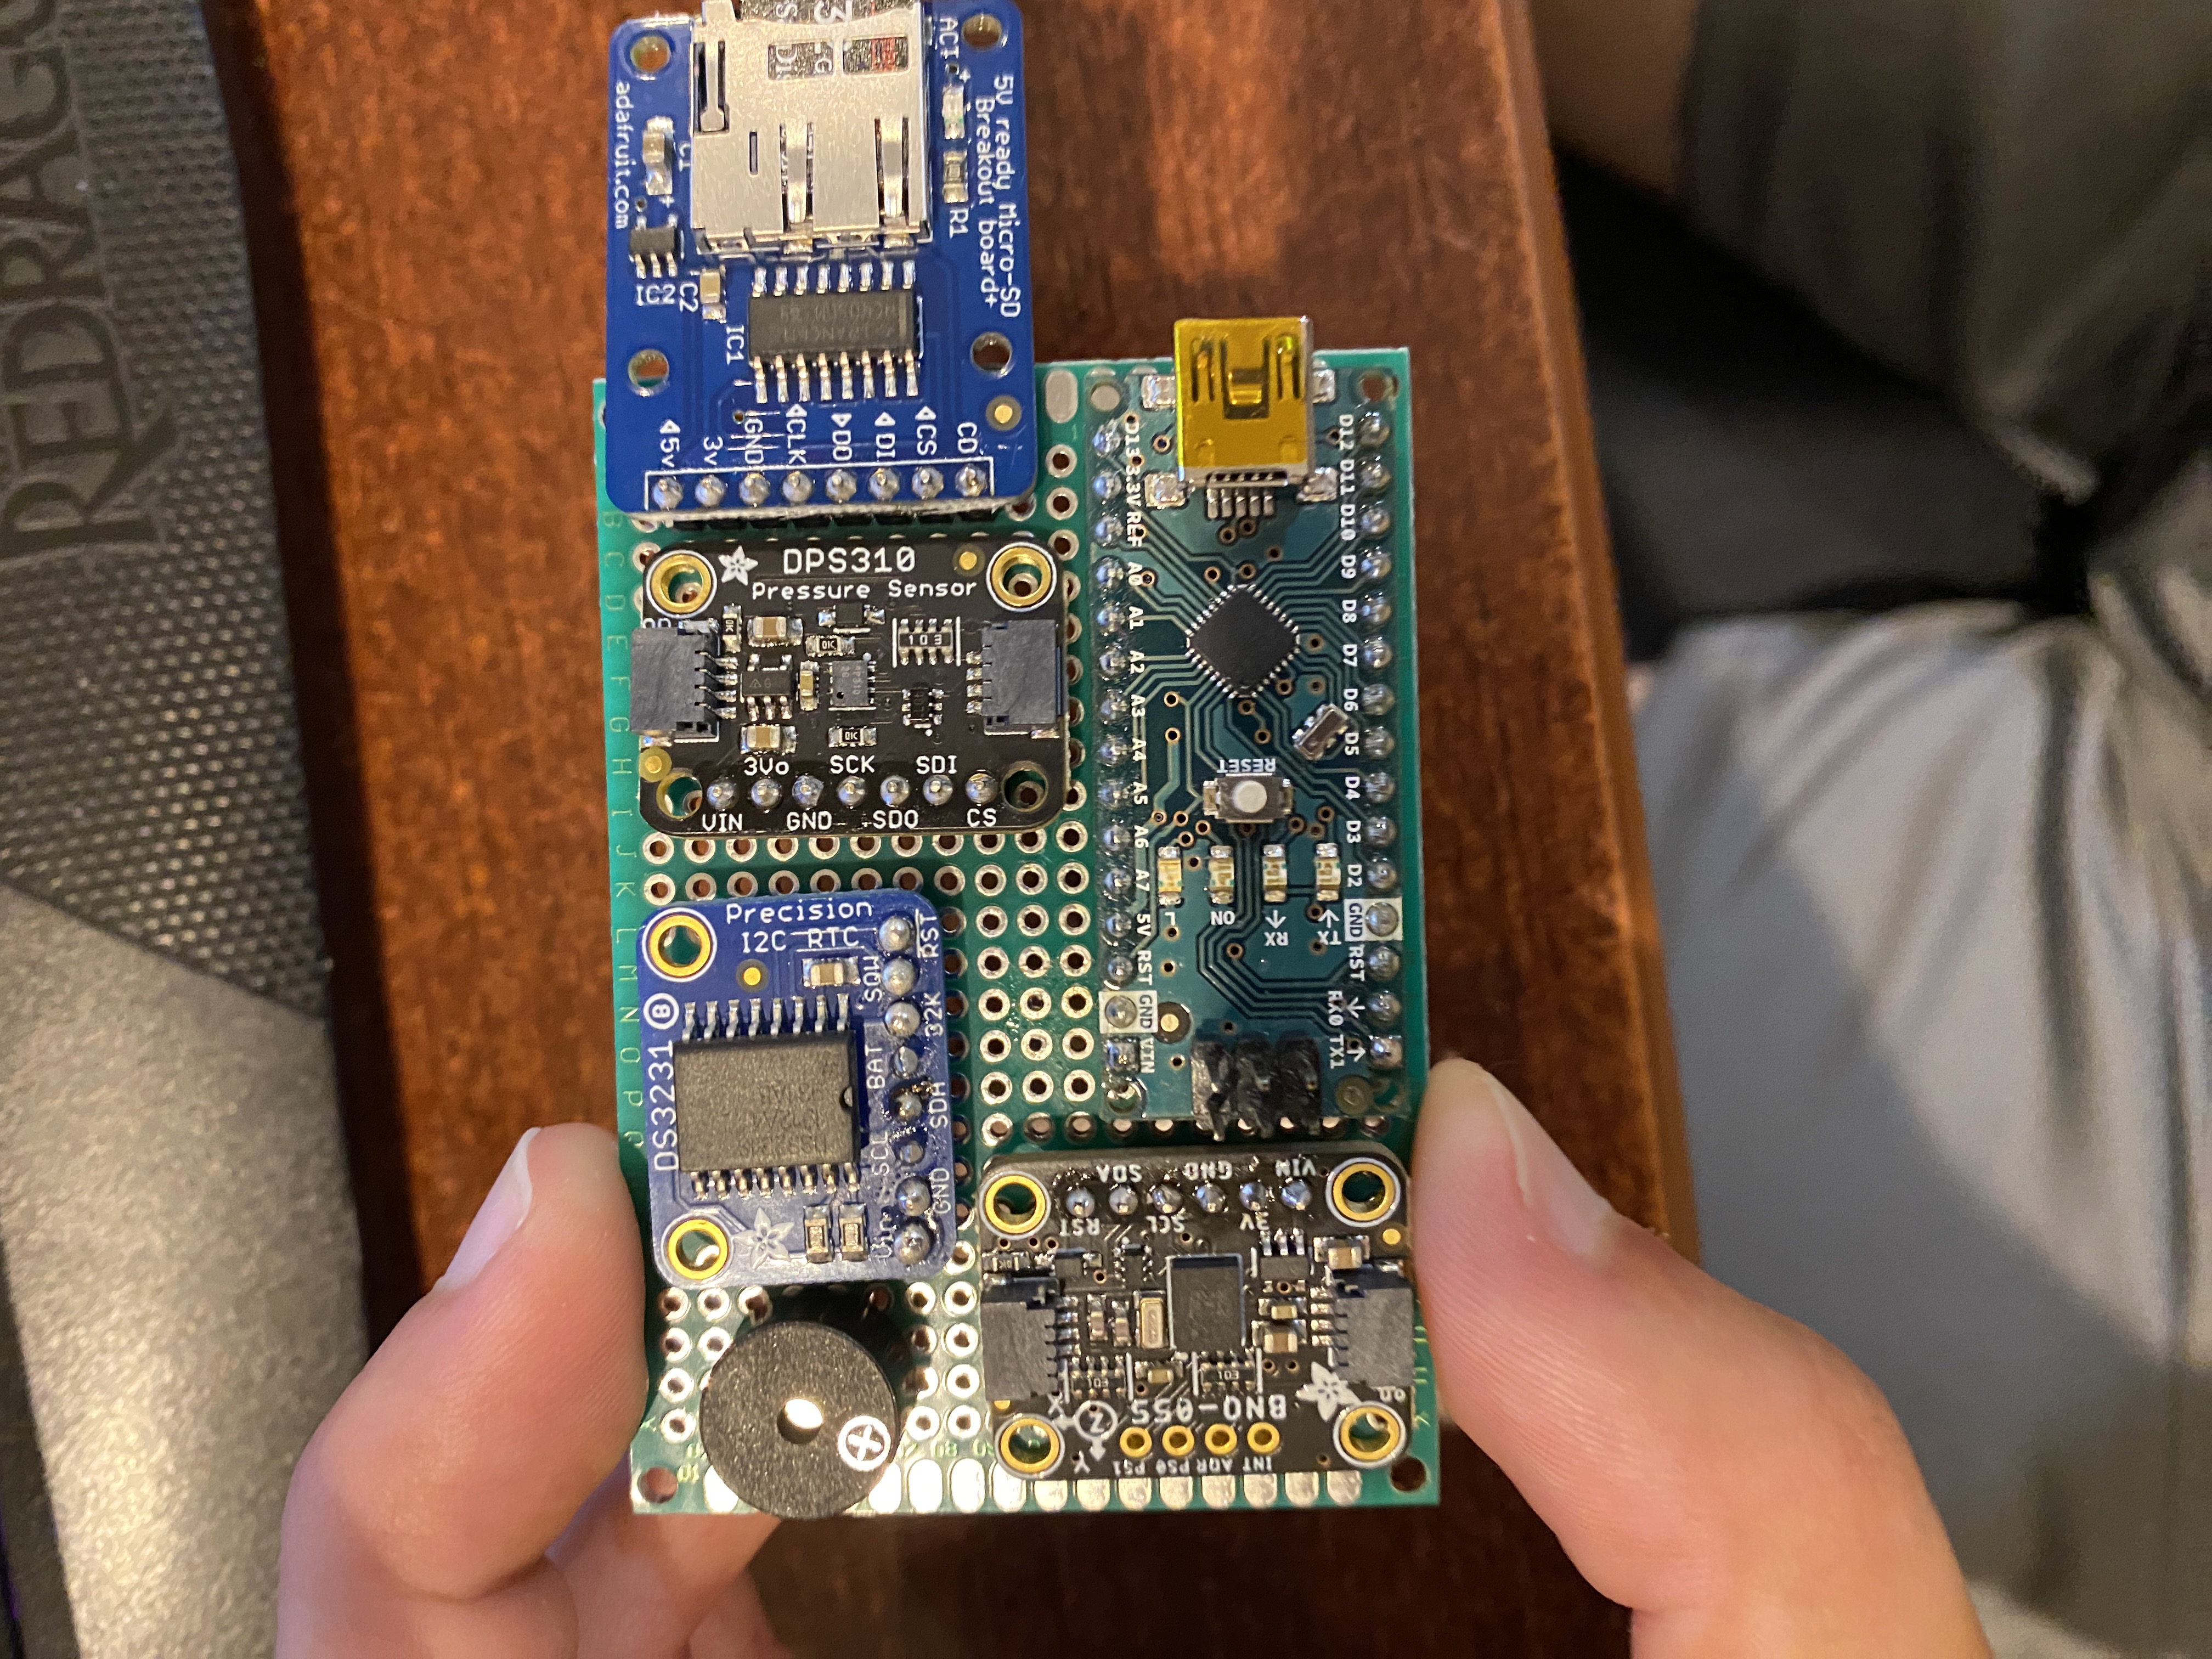 REDRAGO
Q P O N M L K J I H G F E D C B
DS3231 B
Precision
I2C RTC
Vin SCL BAT SQW
GND SDA 32K RST
VIN
3Vo
GND
SCK
SDO
SDI
CS
DPS310
Pressure Sensor
adafruit.com
5v
3v
GND
CLK
DO
DI
CS
CD
IC2
C2
C1
IC1
R1
ACT
5V ready Micro-SD
Breakout board+
BNO-055
Y
X
Z
INT ADR PS0 PS1
RST
SDA
SCL
GND
3V
VIN
VIN GND RST 5V A7 A6 A5 A4 A3 A2 A1 A0 REF 3.3V D13
L
ON
RX
TX
RESET
TX1 RX0 RST GND D2 D3 D4 D5 D6 D7 D8 D9 D10 D11 D12